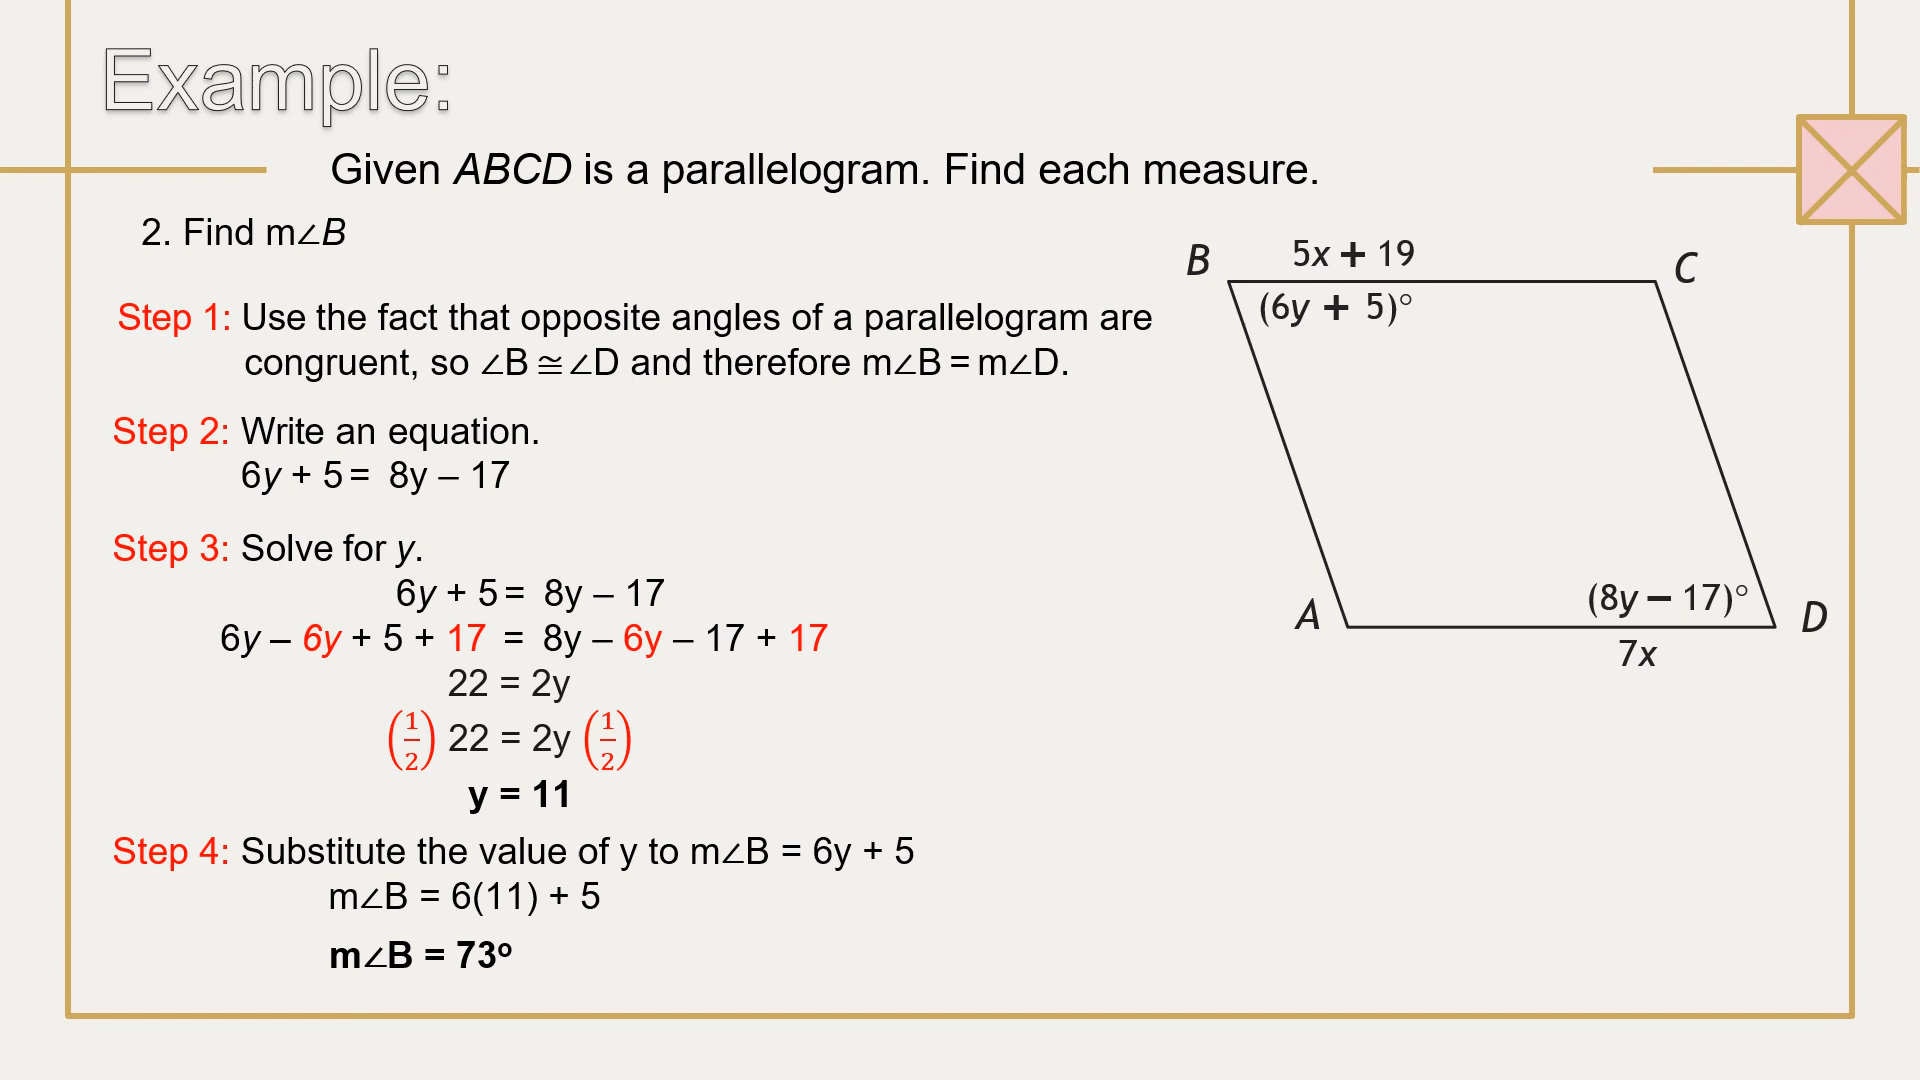 Example:
Given ABCD is a parallelogram. Find each measure.
2. Find m∠B
Step 1: Use the fact that opposite angles of a parallelogram are
congruent, so ∠B ≅ ∠D and therefore m∠B = m∠D.
Step 2: Write an equation.
6y + 5 = 8y – 17
Step 3: Solve for y.
6y + 5 = 8y – 17
6y – 6y + 5 + 17 = 8y – 6y – 17 + 17
22 = 2y
(1/2) 22 = 2y (1/2)
y = 11
Step 4: Substitute the value of y to m∠B = 6y + 5
m∠B = 6(11) + 5
m∠B = 73º
B
5x + 19
C
(6y + 5)°
A
(8y – 17)°
D
7x